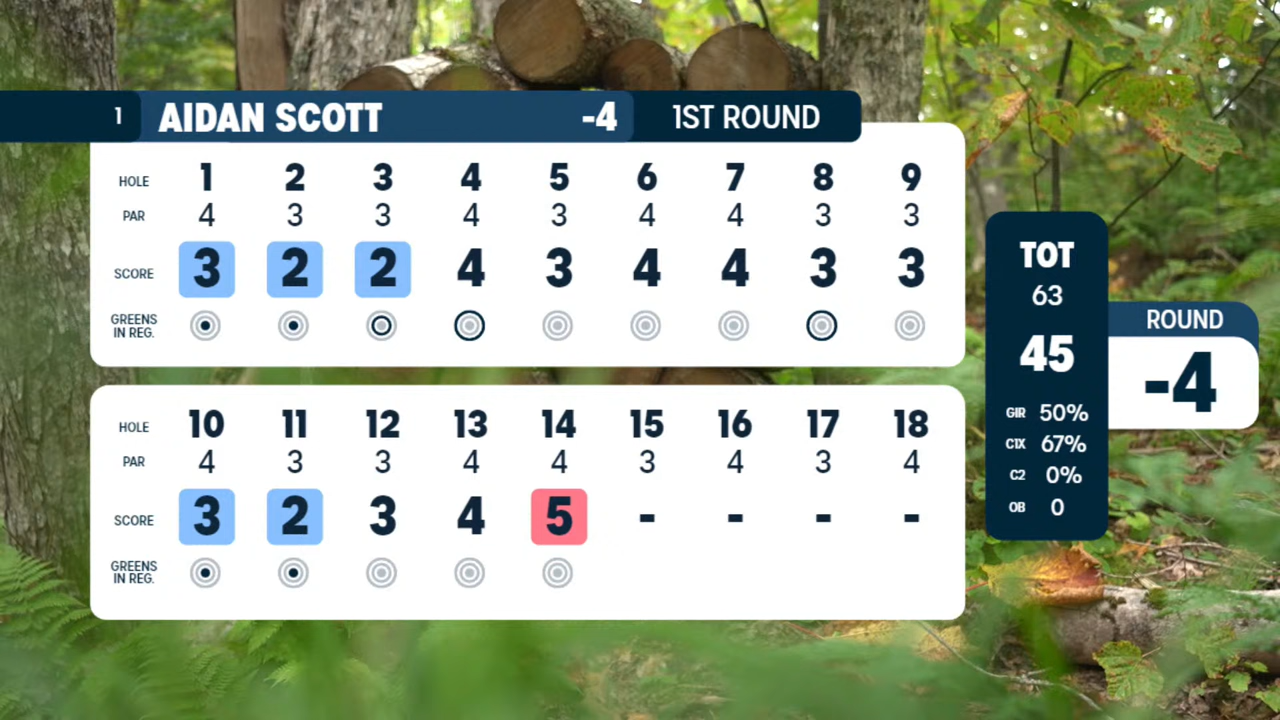 1 AIDAN SCOTT -4 1ST ROUND
HOLE 1 2 3 4 5 6 7 8 9
PAR 4 3 3 4 3 4 4 3 3
SCORE 3 2 2 4 3 4 4 3 3
GREENS
IN REG.
HOLE 10 11 12 13 14 15 16 17 18
PAR 4 3 3 4 4 3 4 3 4
SCORE 3 2 3 4 5 - - - -
GREENS
IN REG.
TOT
63
45
GIR 50%
C1X 67%
C2 0%
OB 0
ROUND
-4